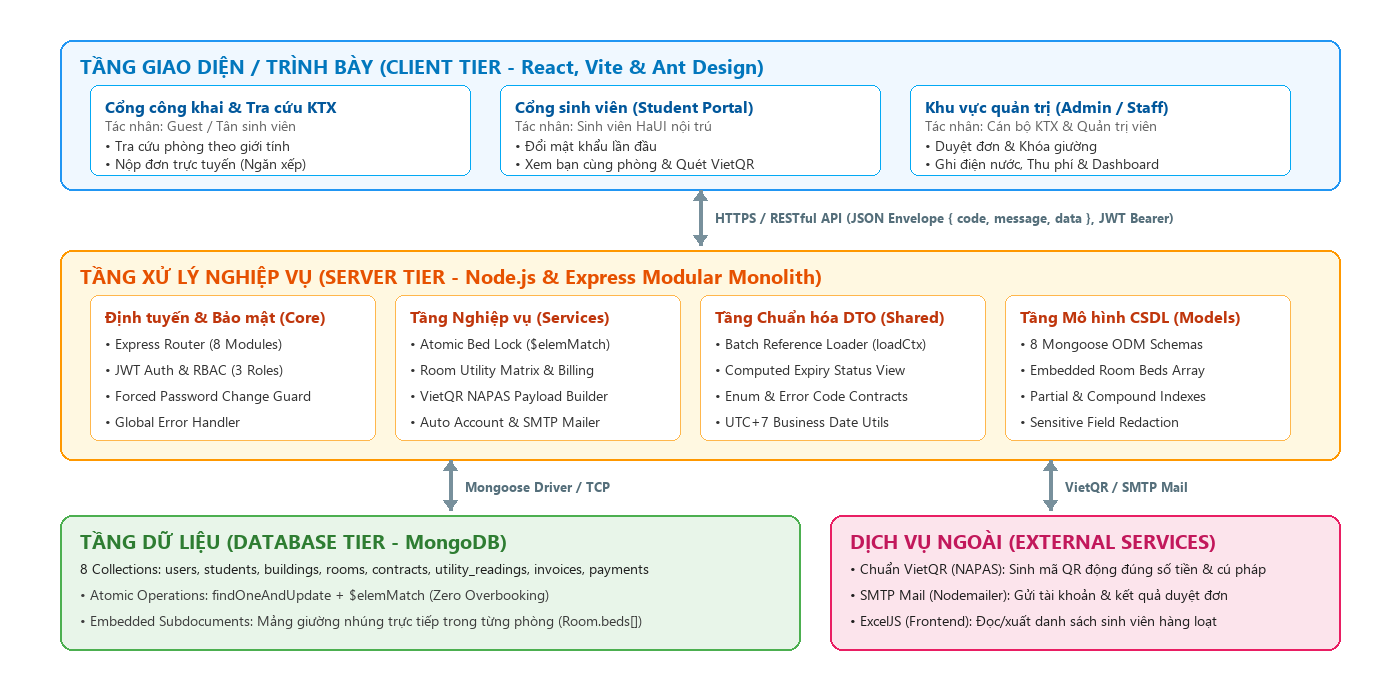 TẦNG GIAO DIỆN / TRÌNH BÀY (CLIENT TIER - React, Vite & Ant Design)
Cổng công khai & Tra cứu KTX
Tác nhân: Guest / Tân sinh viên
• Tra cứu phòng theo giới tính
• Nộp đơn trực tuyến (Ngăn xếp)
Cổng sinh viên (Student Portal)
Tác nhân: Sinh viên HaUI nội trú
• Đổi mật khẩu lần đầu
• Xem bạn cùng phòng & Quét VietQR
Khu vực quản trị (Admin / Staff)
Tác nhân: Cán bộ KTX & Quản trị viên
• Duyệt đơn & Khóa giường
• Ghi điện nước, Thu phí & Dashboard
HTTPS / RESTful API (JSON Envelope { code, message, data }, JWT Bearer)
TẦNG XỬ LÝ NGHIỆP VỤ (SERVER TIER - Node.js & Express Modular Monolith)
Định tuyến & Bảo mật (Core)
• Express Router (8 Modules)
• JWT Auth & RBAC (3 Roles)
• Forced Password Change Guard
• Global Error Handler
Tầng Nghiệp vụ (Services)
• Atomic Bed Lock ($elemMatch)
• Room Utility Matrix & Billing
• VietQR NAPAS Payload Builder
• Auto Account & SMTP Mailer
Tầng Chuẩn hóa DTO (Shared)
• Batch Reference Loader (loadCtx)
• Computed Expiry Status View
• Enum & Error Code Contracts
• UTC+7 Business Date Utils
Tầng Mô hình CSDL (Models)
• 8 Mongoose ODM Schemas
• Embedded Room Beds Array
• Partial & Compound Indexes
• Sensitive Field Redaction
Mongoose Driver / TCP
VietQR / SMTP Mail
TẦNG DỮ LIỆU (DATABASE TIER - MongoDB)
8 Collections: users, students, buildings, rooms, contracts, utility_readings, invoices, payments
• Atomic Operations: findOneAndUpdate + $elemMatch (Zero Overbooking)
• Embedded Subdocuments: Mảng giường nhúng trực tiếp trong từng phòng (Room.beds[])
DỊCH VỤ NGOÀI (EXTERNAL SERVICES)
• Chuẩn VietQR (NAPAS): Sinh mã QR động đúng số tiền & cú pháp
• SMTP Mail (Nodemailer): Gửi tài khoản & kết quả duyệt đơn
• ExcelJS (Frontend): Đọc/xuất danh sách sinh viên hàng loạt